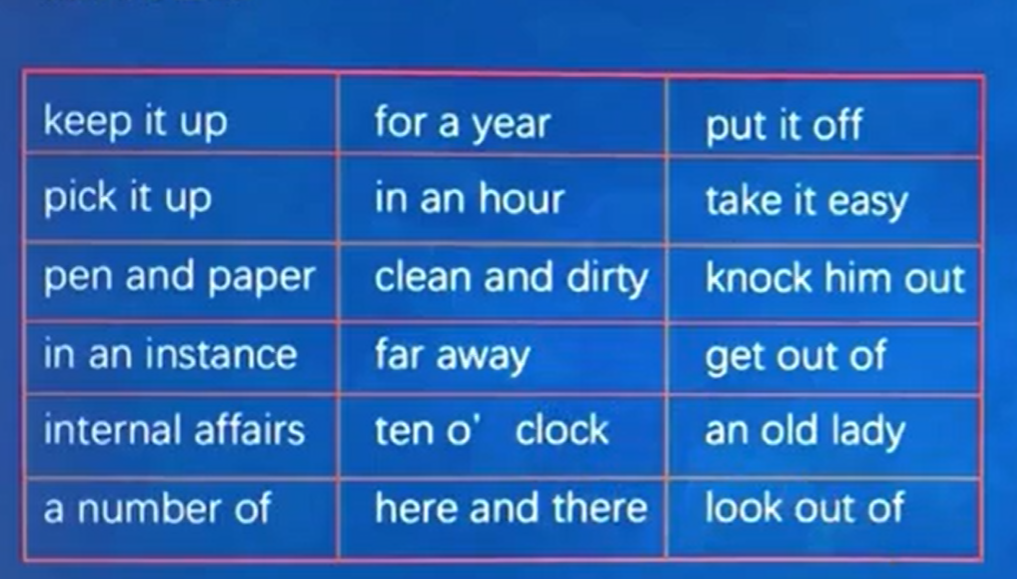 keep it up for a year put it off
pick it up in an hour take it easy
pen and paper clean and dirty knock him out
in an instance far away get out of
internal affairs ten o' clock an old lady
a number of here and there look out of